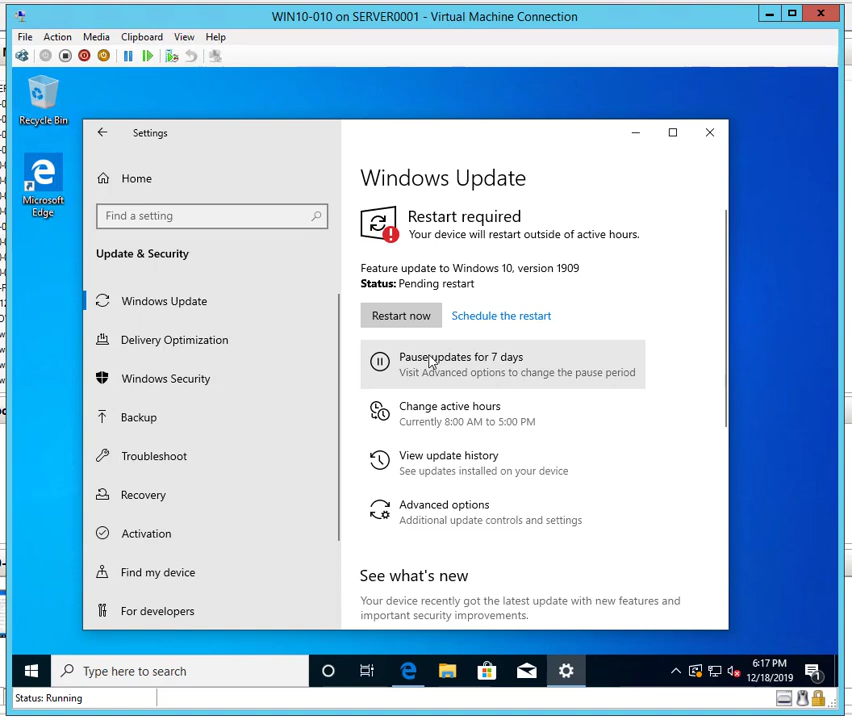 WIN10-010 on SERVER0001 - Virtual Machine Connection
File Action Media Clipboard View Help
Recycle Bin
Microsoft
Edge
Settings
Home
Find a setting
Update & Security
Windows Update
Delivery Optimization
Windows Security
Backup
Troubleshoot
Recovery
Activation
Find my device
For developers
Windows Update
Restart required
Your device will restart outside of active hours.
Feature update to Windows 10, version 1909
Status: Pending restart
Restart now Schedule the restart
Pause updates for 7 days
Visit Advanced options to change the pause period
Change active hours
Currently 8:00 AM to 5:00 PM
View update history
See updates installed on your device
Advanced options
Additional update controls and settings
See what's new
Your device recently got the latest update with new features and
important security improvements.
Type here to search
6:17 PM
12/18/2019
1
Status: Running